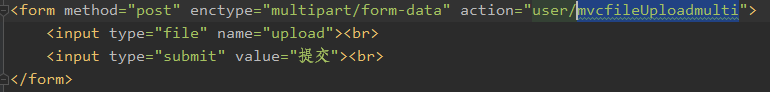 <form method="post" enctype="multipart/form-data" action="user/mvcfileUploadmulti">
<input type="file" name="upload"><br>
<input type="submit" value="提交"><br>
</form>